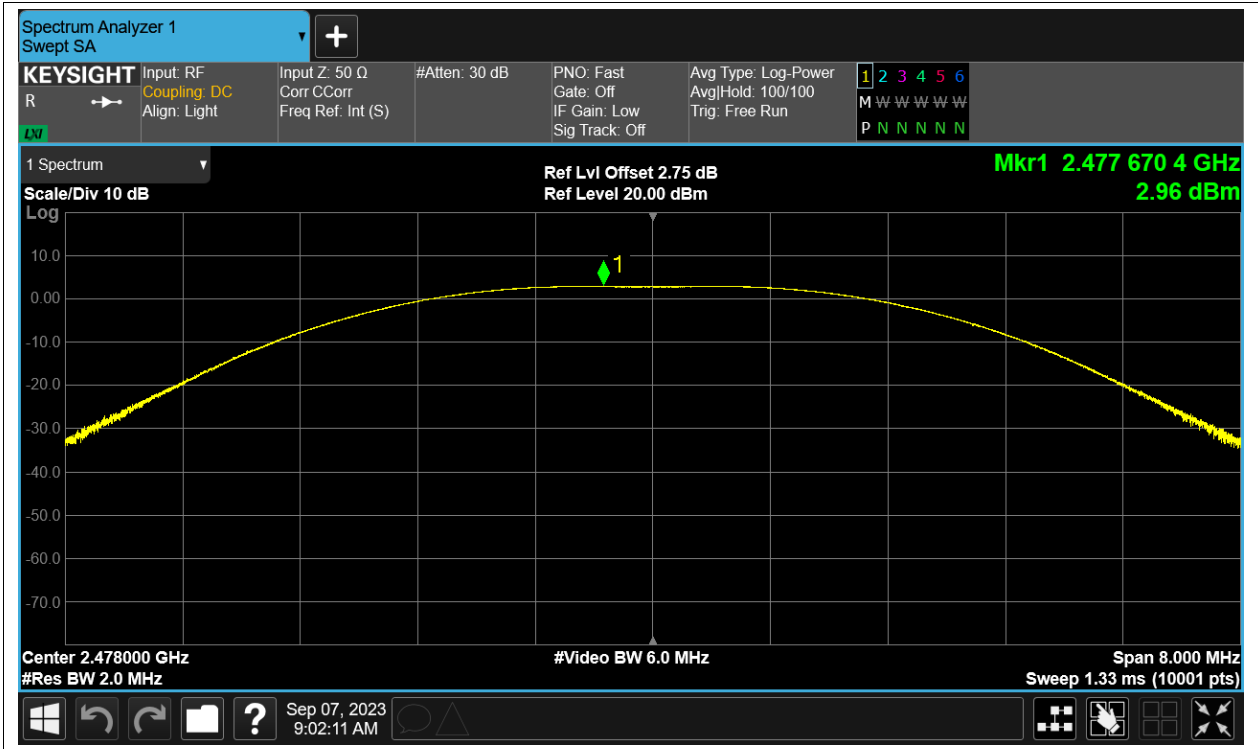 Spectrum Analyzer 1
Swept SA
KEYSIGHT
R
LXI
Input: RF
Coupling: DC
Align: Light
Input Z: 50 Ω
Corr CCorr
Freq Ref: Int (S)
#Atten: 30 dB
PNO: Fast
Gate: Off
IF Gain: Low
Sig Track: Off
Avg Type: Log-Power
Avg|Hold: 100/100
Trig: Free Run
1 2 3 4 5 6
M W W W W W
P N N N N N
1 Spectrum
Scale/Div 10 dB
Log
Ref Lvl Offset 2.75 dB
Ref Level 20.00 dBm
Mkr1 2.477 670 4 GHz
2.96 dBm
1
10.0
0.00
-10.0
-20.0
-30.0
-40.0
-50.0
-60.0
-70.0
Center 2.478000 GHz
#Res BW 2.0 MHz
#Video BW 6.0 MHz
Span 8.000 MHz
Sweep 1.33 ms (10001 pts)
?
Sep 07, 2023
9:02:11 AM